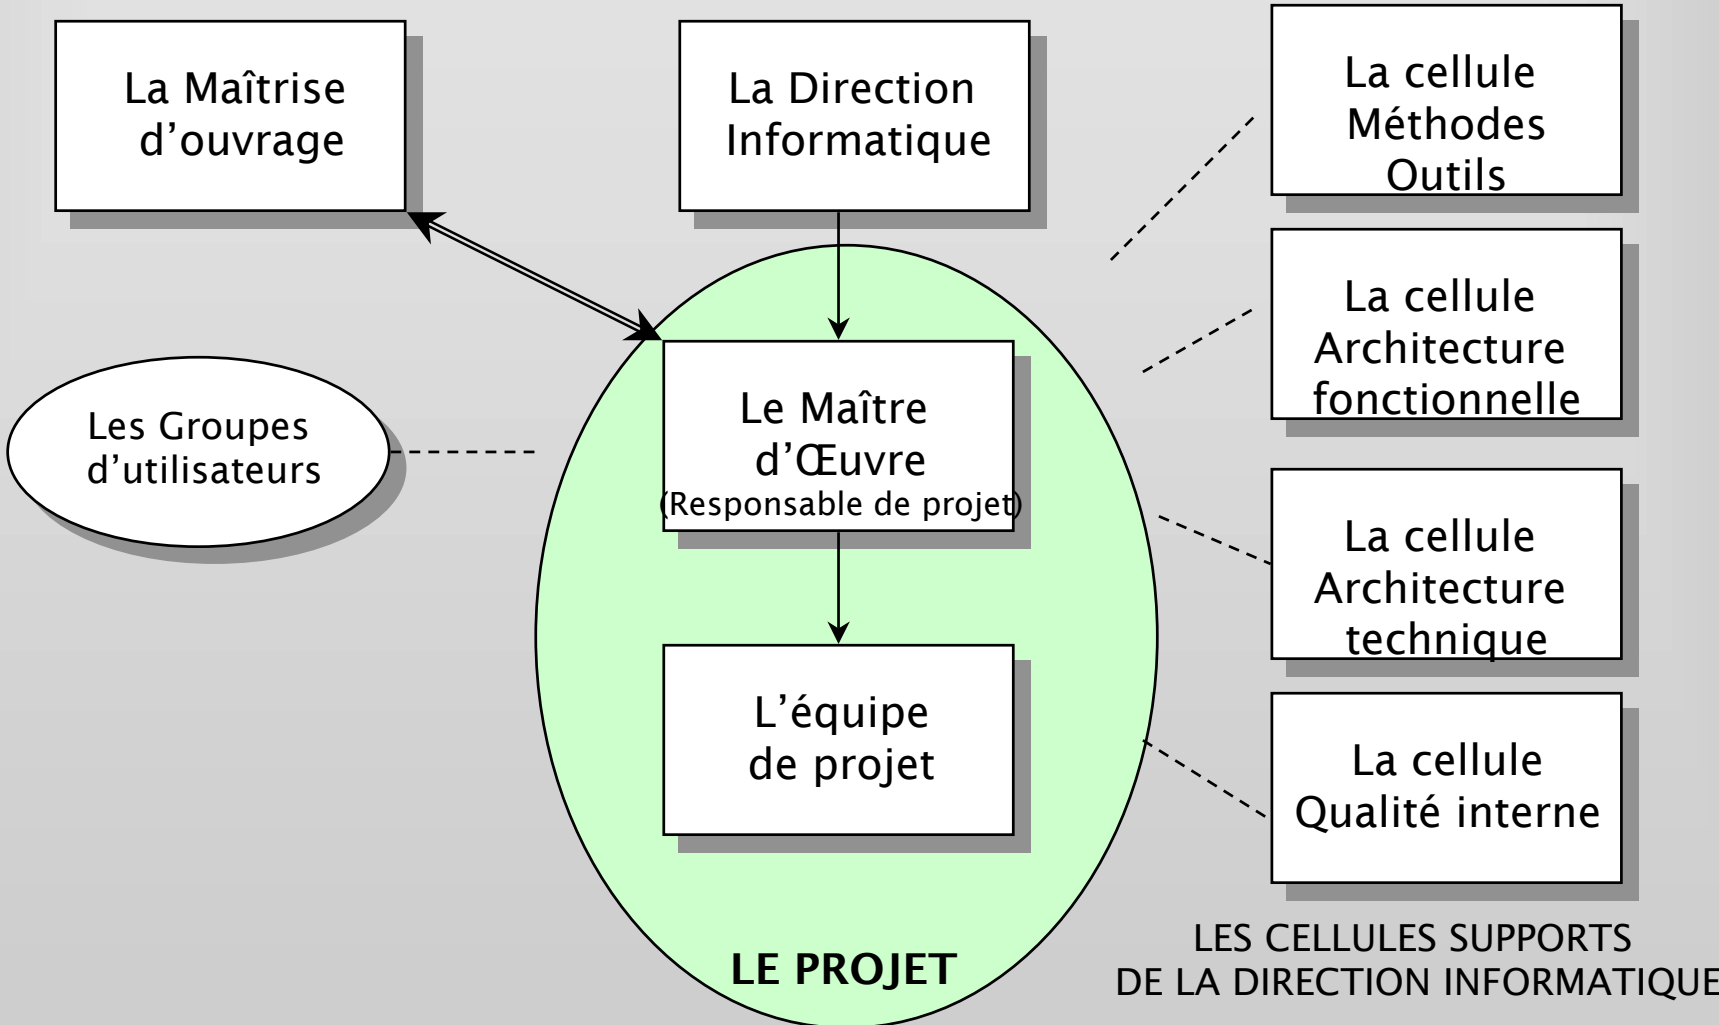 La Maîtrise
d’ouvrage
La Direction
Informatique
La cellule
Méthodes
Outils
La cellule
Architecture
fonctionnelle
Les Groupes
d’utilisateurs
Le Maître
d’Œuvre
(Responsable de projet)
La cellule
Architecture
technique
L’équipe
de projet
La cellule
Qualité interne
LE PROJET
LES CELLULES SUPPORTS
DE LA DIRECTION INFORMATIQUE